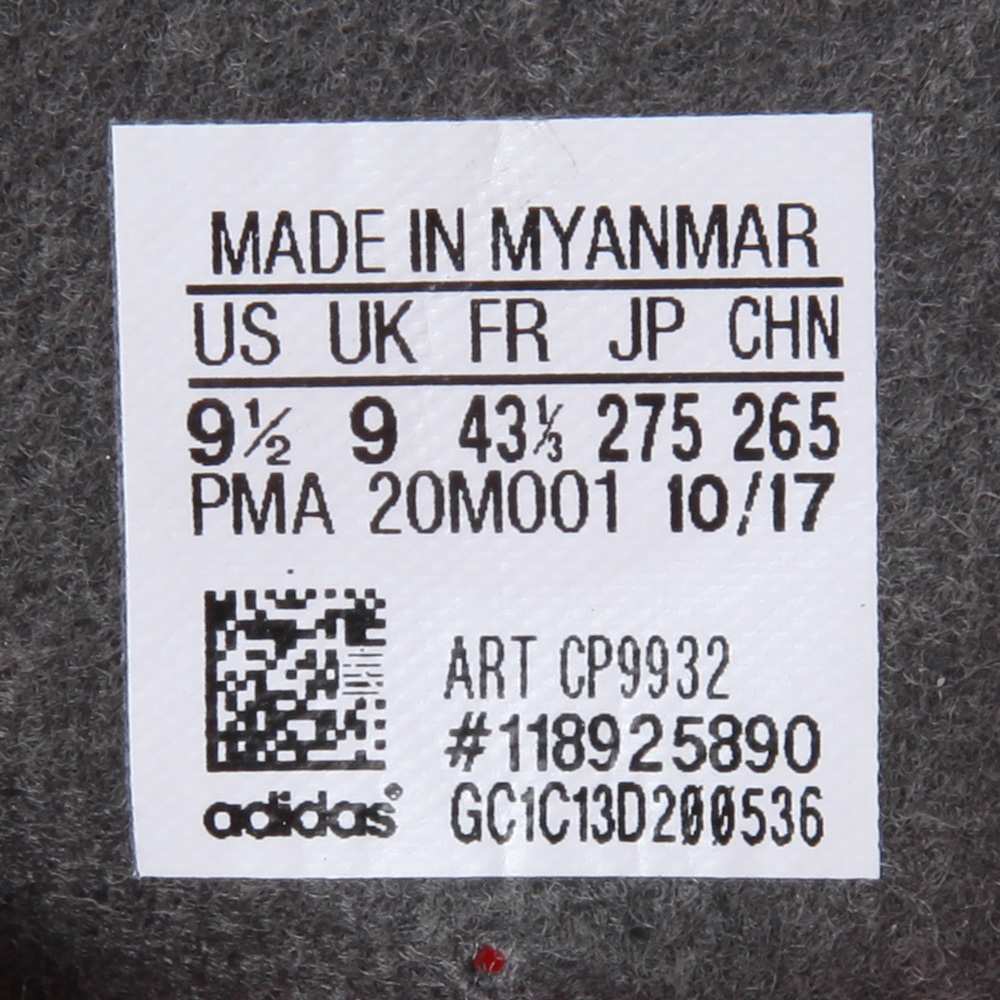 MADE IN MYANMAR
US UK FR JP CHN
9½ 9 43⅓ 275 265
PMA 20M001 10/17
ART CP9932
#118925890
adidas® GC1C13D200536